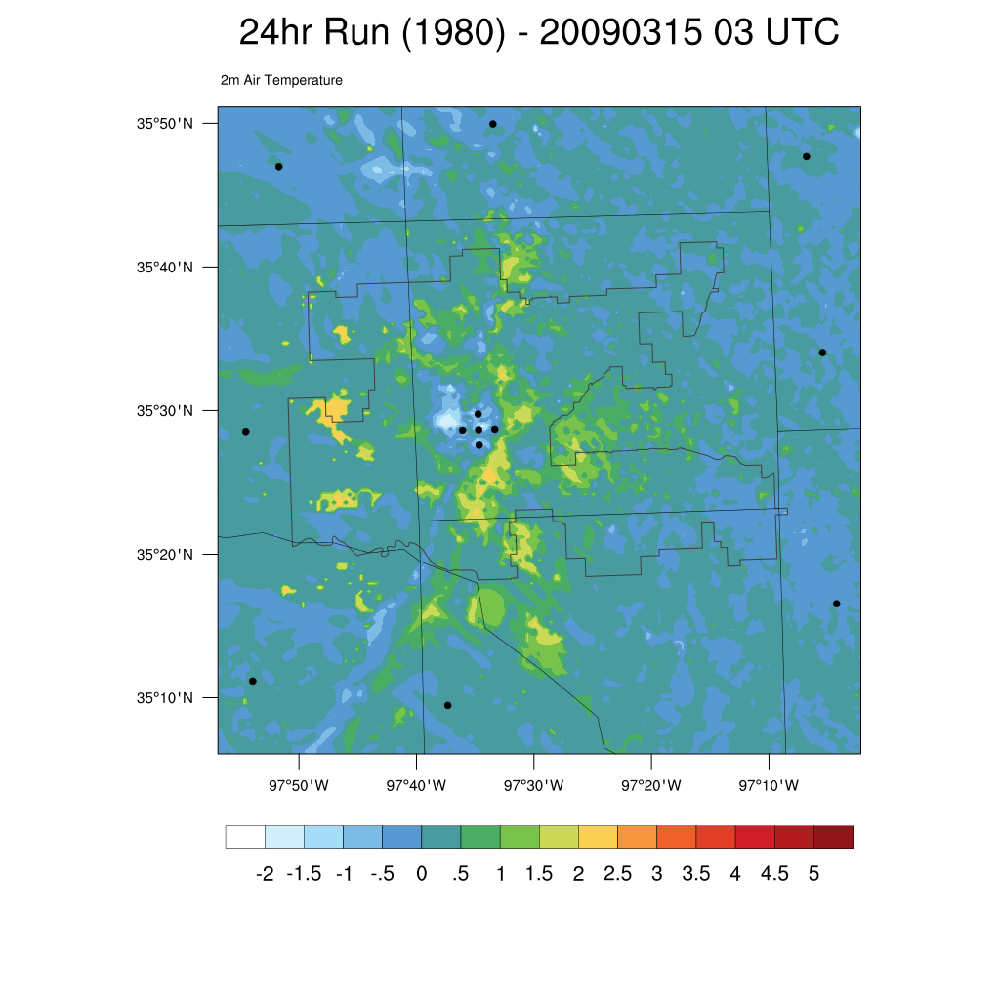 24hr Run (1980) - 20090315 03 UTC
2m Air Temperature
35°50'N
35°40'N
35°30'N
35°20'N
35°10'N
97°50'W 97°40'W 97°30'W 97°20'W 97°10'W
-2 -1.5 -1 -.5 0 .5 1 1.5 2 2.5 3 3.5 4 4.5 5